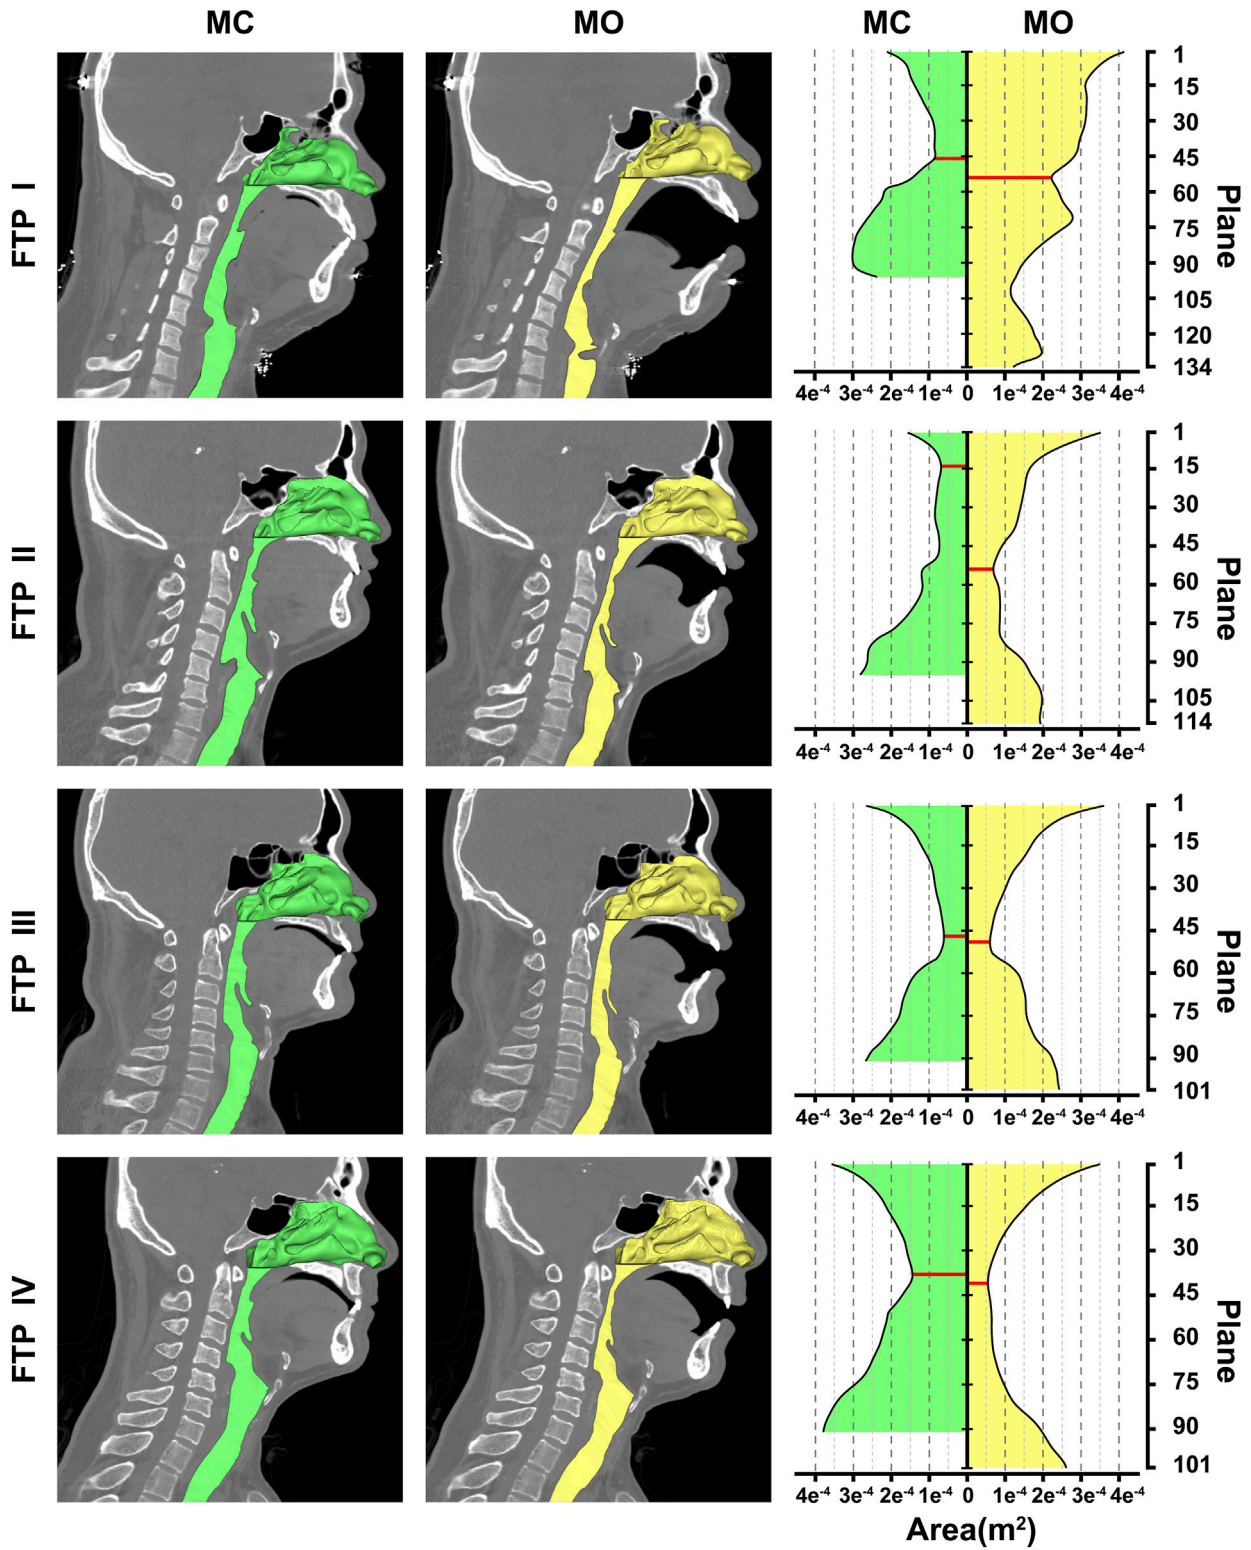 MC MO MC MO
FTP I
1
15
30
45
60
75
90
105
120
134
Plane
4e⁻⁴ 3e⁻⁴ 2e⁻⁴ 1e⁻⁴ 0 1e⁻⁴ 2e⁻⁴ 3e⁻⁴ 4e⁻⁴
FTP II
1
15
30
45
60
75
90
105
114
Plane
4e⁻⁴ 3e⁻⁴ 2e⁻⁴ 1e⁻⁴ 0 1e⁻⁴ 2e⁻⁴ 3e⁻⁴ 4e⁻⁴
FTP III
1
15
30
45
60
75
90
101
Plane
4e⁻⁴ 3e⁻⁴ 2e⁻⁴ 1e⁻⁴ 0 1e⁻⁴ 2e⁻⁴ 3e⁻⁴ 4e⁻⁴
FTP IV
1
15
30
45
60
75
90
101
Plane
4e⁻⁴ 3e⁻⁴ 2e⁻⁴ 1e⁻⁴ 0 1e⁻⁴ 2e⁻⁴ 3e⁻⁴ 4e⁻⁴
Area(m²)